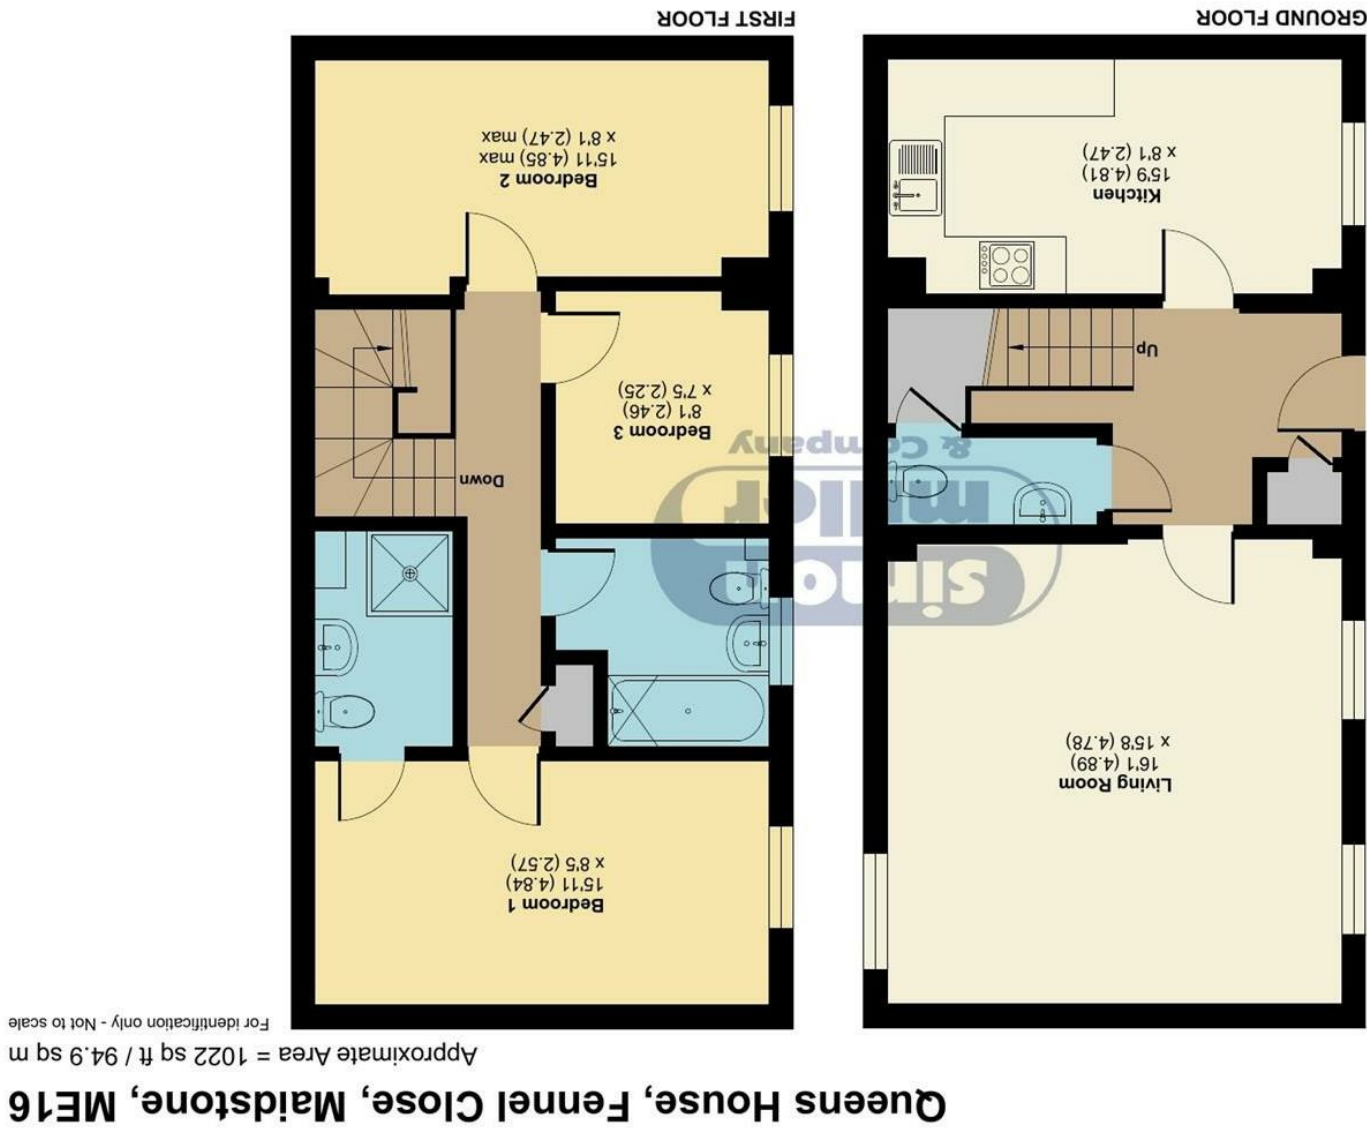 Queens House, Fennel Close, Maidstone, ME16
Approximate Area = 1022 sq ft / 94.9 sq m
For identification only - Not to scale
Living Room
16'1 (4.89)
x 15'8 (4.78)
Up
Kitchen
15'9 (4.81)
x 8'1 (2.47)
GROUND FLOOR
Bedroom 1
15'11 (4.84)
x 8'5 (2.57)
Down
Bedroom 3
8'1 (2.46)
x 7'5 (2.25)
Bedroom 2
15'11 (4.85) max
x 8'1 (2.47) max
FIRST FLOOR
simon
miller
& Company